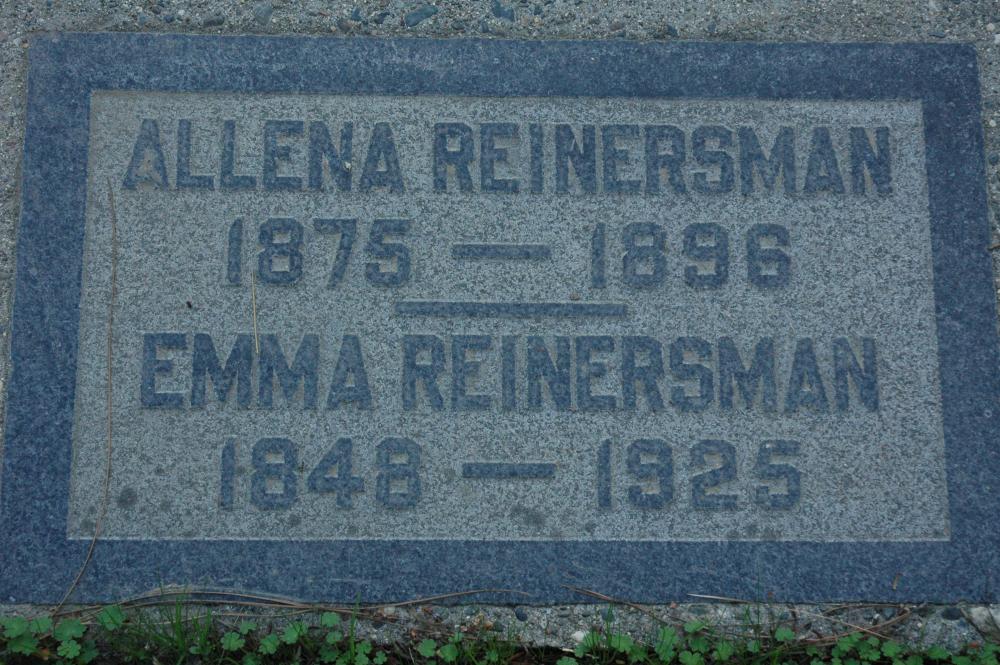 ALLENA REINERSMAN
1875 — 1896
EMMA REINERSMAN
1848 — 1925